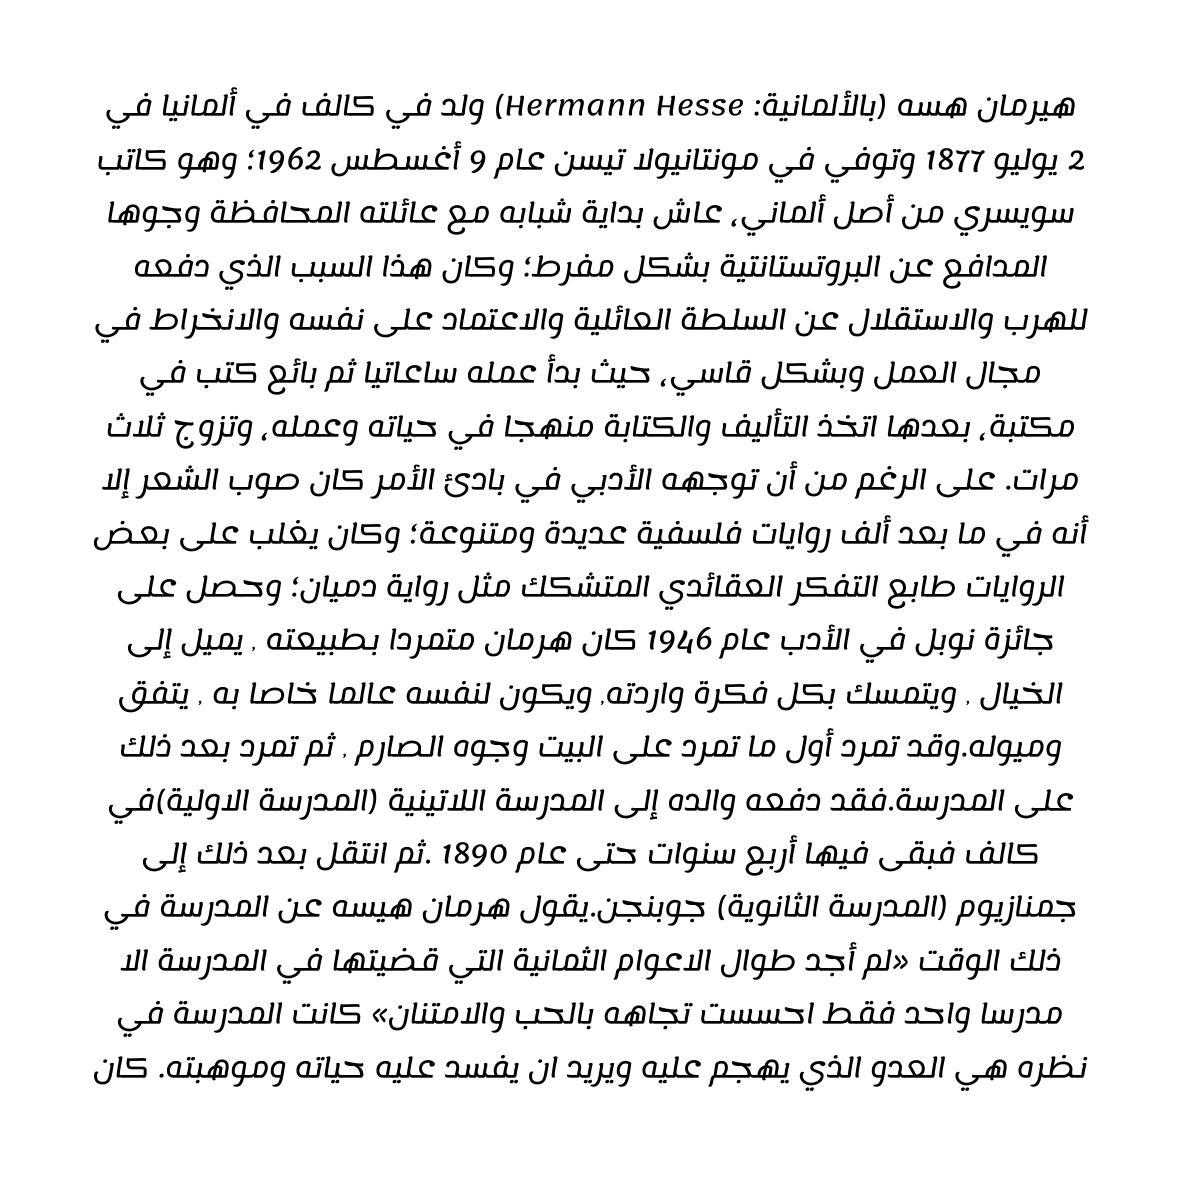 هيرمان هسه (بالألمانية: Hermann Hesse) ولد في كالف في ألمانيا في
2 يوليو 1877 وتوفي في مونتانيولا تيسن عام 9 أغسطس 1962؛ وهو كاتب
سويسري من أصل ألماني، عاش بداية شبابه مع عائلته المحافظة وجوها
المدافع عن البروتستانتية بشكل مفرط؛ وكان هذا السبب الذي دفعه
للهرب والاستقلال عن السلطة العائلية والاعتماد على نفسه والانخراط في
مجال العمل وبشكل قاسي، حيث بدأ عمله ساعاتيا ثم بائع كتب في
مكتبة، بعدها اتخذ التأليف والكتابة منهجا في حياته وعمله، وتزوج ثلاث
مرات. على الرغم من أن توجهه الأدبي في بادئ الأمر كان صوب الشعر إلا
أنه في ما بعد ألف روايات فلسفية عديدة ومتنوعة؛ وكان يغلب على بعض
الروايات طابع التفكر العقائدي المتشكك مثل رواية دميان؛ وحصل على
جائزة نوبل في الأدب عام 1946 كان هرمان متمردا بطبيعته , يميل إلى
الخيال , ويتمسك بكل فكرة واردته, ويكون لنفسه عالما خاصا به , يتفق
وميوله.وقد تمرد أول ما تمرد على البيت وجوه الصارم , ثم تمرد بعد ذلك
على المدرسة.فقد دفعه والده إلى المدرسة اللاتينية (المدرسة الاولية)في
كالف فبقى فيها أربع سنوات حتى عام 1890 .ثم انتقل بعد ذلك إلى
جمنازيوم (المدرسة الثانوية) جوبنجن.يقول هرمان هيسه عن المدرسة في
ذلك الوقت «لم أجد طوال الاعوام الثمانية التي قضيتها في المدرسة الا
مدرسا واحد فقط احسست تجاهه بالحب والامتنان» كانت المدرسة في
نظره هي العدو الذي يهجم عليه ويريد ان يفسد عليه حياته وموهبته. كان